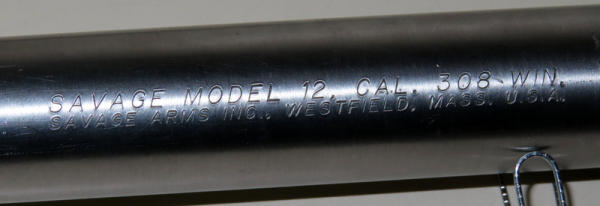 SAVAGE MODEL 12, CAL. 308 WIN.
SAVAGE ARMS INC., WESTFIELD, MASS. U.S.A.